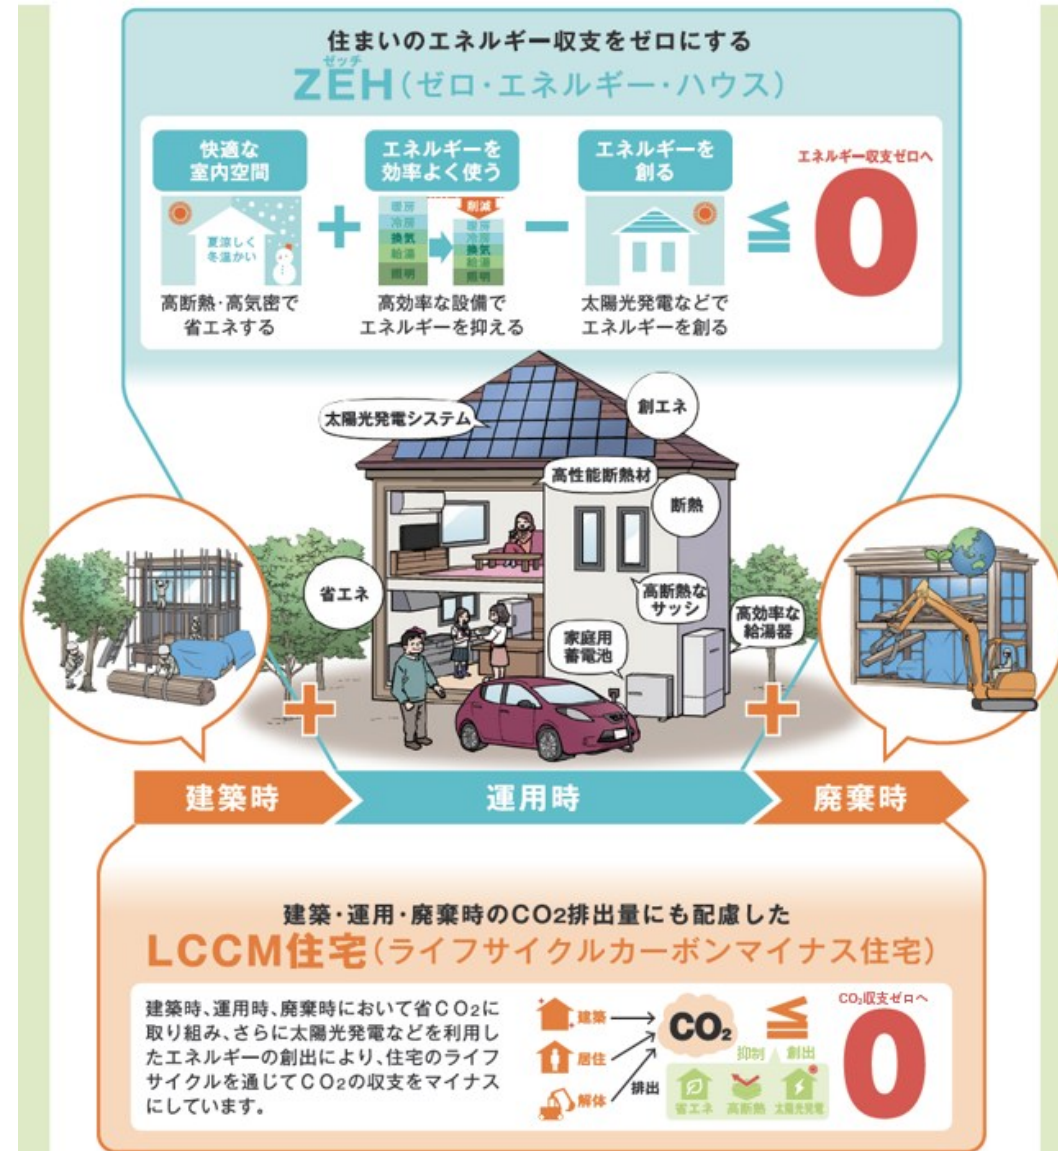 住まいのエネルギー収支をゼロにする
ゼッチ
ZEH(ゼロ・エネルギー・ハウス)
快適な
室内空間
夏涼しく
冬温かい
高断熱・高気密で
省エネする
+
エネルギーを
効率よく使う
暖房
冷房
換気
給湯
照明
削減
暖房
冷房
換気
給湯
照明
高効率な設備で
エネルギーを抑える
−
エネルギーを
創る
太陽光発電などで
エネルギーを創る
≦
エネルギー収支ゼロへ
0
太陽光発電システム
創エネ
高性能断熱材
断熱
省エネ
高断熱な
サッシ
高効率な
給湯器
家庭用
蓄電池
+
+
建築時
運用時
廃棄時
建築・運用・廃棄時のCO2排出量にも配慮した
LCCM住宅(ライフサイクルカーボンマイナス住宅)
建築時、運用時、廃棄時において省CO2に
取り組み、さらに太陽光発電などを利用し
たエネルギーの創出により、住宅のライフ
サイクルを通じてCO2の収支をマイナス
にしています。
建築
居住
解体
排出
CO2
≦
抑制
創出
省エネ
高断熱
太陽光発電
CO2収支ゼロへ
0